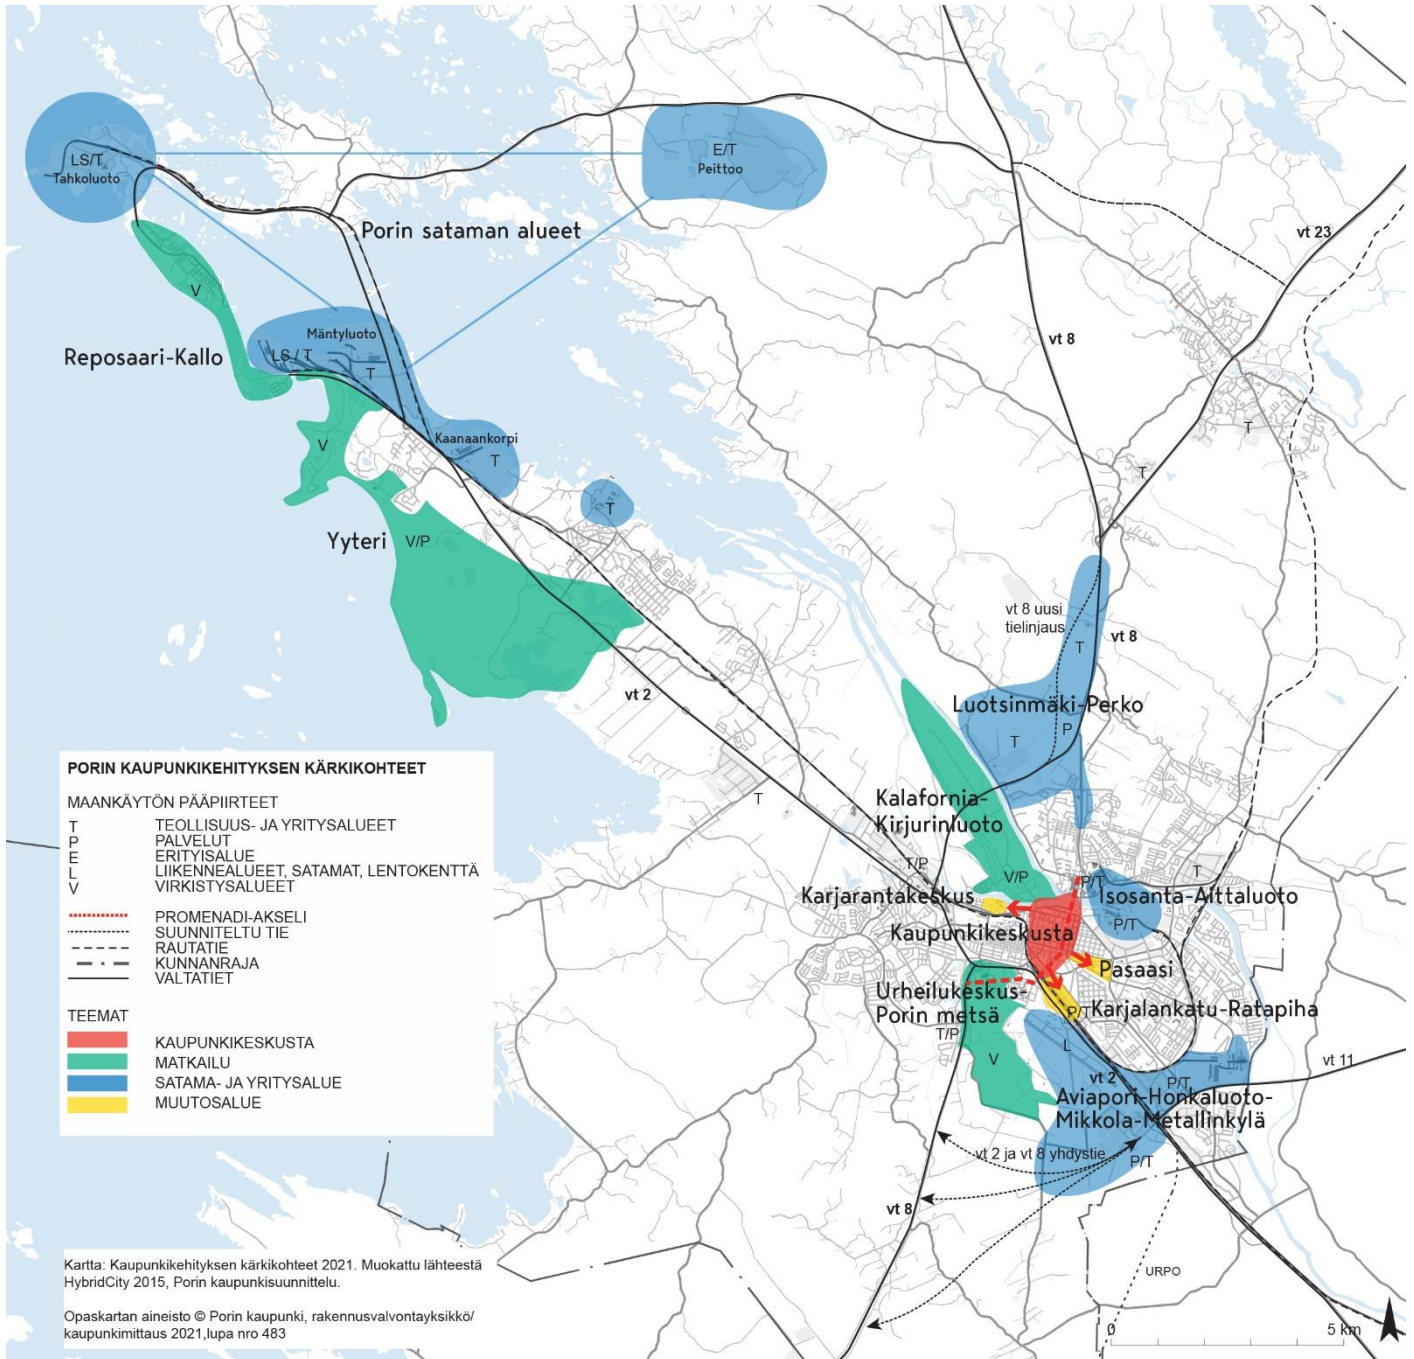 LS/T
Tahkoluoto
E/T
Peittoo
Porin sataman alueet
vt 23
V
vt 8
Mäntyluoto
LS / T
T
Reposaari-Kallo
V
Kaanaankorpi
T
T
T
T
Yyteri
V/P
vt 8 uusi
tielinjaus
vt 8
T
vt 2
Luotsinmäki-Perko
P
T
PORIN KAUPUNKIKEHITYKSEN KÄRKIKOHTEET
MAANKÄYTÖN PÄÄPIIRTEET
T TEOLLISUUS- JA YRITYSALUEET
P PALVELUT
E ERITYISALUE
L LIIKENNEALUEET, SATAMAT, LENTOKENTTÄ
V VIRKISTYSALUEET
PROMENADI-AKSELI
SUUNNITELTU TIE
RAUTATIE
KUNNANRAJA
VALTATIET
TEEMAT
KAUPUNKIKESKUSTA
MATKAILU
SATAMA- JA YRITYSALUE
MUUTOSALUE
T
Kalafornia-
Kirjurinluoto
T/P
V/P
P/T
T
Karjarantakeskus
Isosanta-Aittaluoto
P/T
Kaupunkikeskusta
Pasaasi
Urheilukeskus-
Porin metsä
P/T
Karjalankatu-Ratapiha
T/P
V
L
vt 2
P/T
vt 11
Aviapori-Honkaluoto-
Mikkola-Metallinkylä
vt 2 ja vt 8 yhdystie
P/T
vt 8
URPO
Kartta: Kaupunkikehityksen kärkikohteet 2021. Muokattu lähteestä
HybridCity 2015, Porin kaupunkisuunnittelu.
Opaskartan aineisto © Porin kaupunki, rakennusvalvontayksikkö/
kaupunkimittaus 2021,lupa nro 483
0 5 km